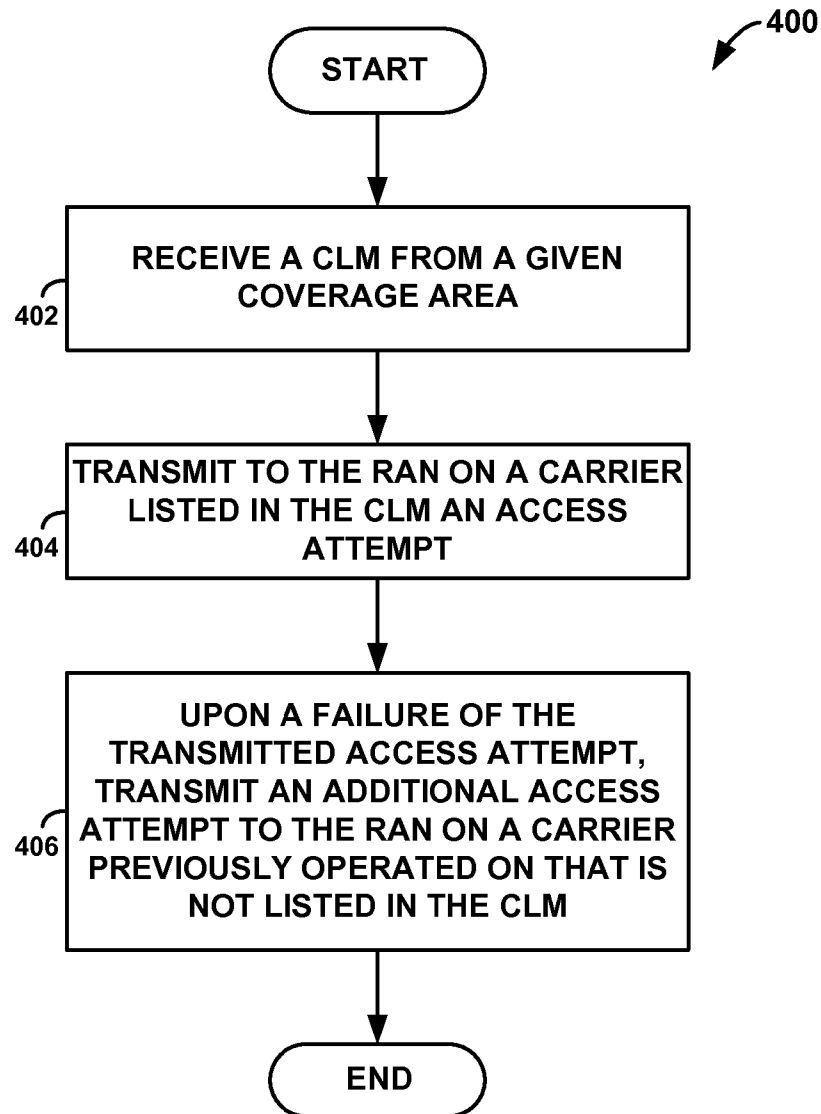 400
START
RECEIVE A CLM FROM A GIVEN
COVERAGE AREA
402
TRANSMIT TO THE RAN ON A CARRIER
LISTED IN THE CLM AN ACCESS
ATTEMPT
404
UPON A FAILURE OF THE
TRANSMITTED ACCESS ATTEMPT,
TRANSMIT AN ADDITIONAL ACCESS
ATTEMPT TO THE RAN ON A CARRIER
PREVIOUSLY OPERATED ON THAT IS
NOT LISTED IN THE CLM
406
END